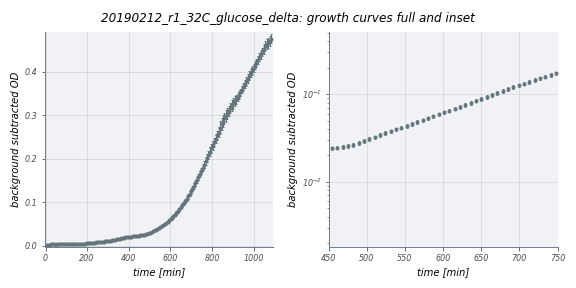 20190212_r1_32C_glucose_delta: growth curves full and inset
background subtracted OD
0.4
0.3
0.2
0.1
0.0
0 200 400 600 800 1000
time [min]
background subtracted OD
10⁻¹
10⁻²
450 500 550 600 650 700 750
time [min]